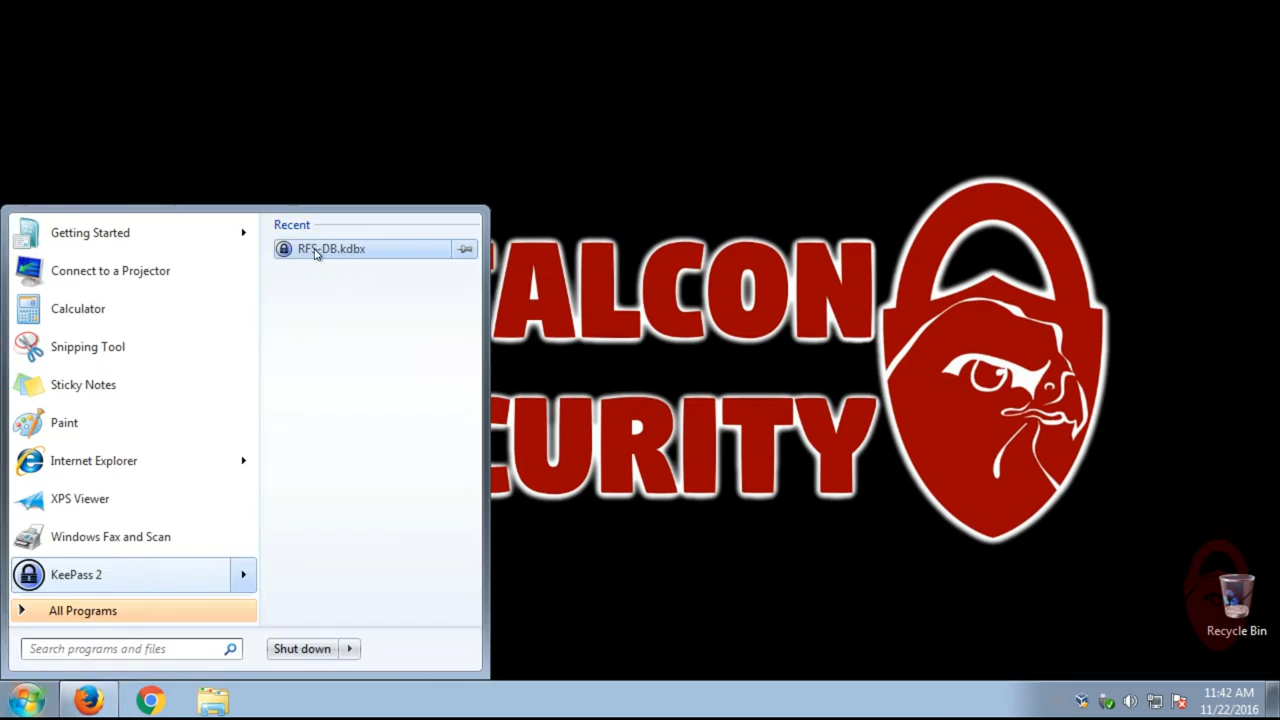 Getting Started
Connect to a Projector
Calculator
Snipping Tool
Sticky Notes
Paint
Internet Explorer
XPS Viewer
Windows Fax and Scan
KeePass 2
All Programs
Search programs and files
Recent
RFS-DB.kdbx
Shut down
FALCON
CURITY
Recycle Bin
11:42 AM
11/22/2016